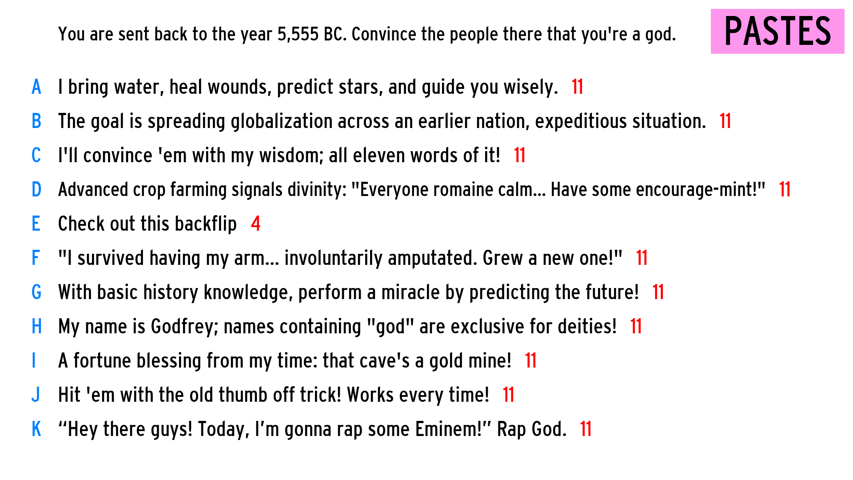 You are sent back to the year 5,555 BC. Convince the people there that you're a god.
PASTES
A I bring water, heal wounds, predict stars, and guide you wisely. 11
B The goal is spreading globalization across an earlier nation, expeditious situation. 11
C I'll convince 'em with my wisdom; all eleven words of it! 11
D Advanced crop farming signals divinity: "Everyone romaine calm... Have some encourage-mint!" 11
E Check out this backflip 4
F "I survived having my arm... involuntarily amputated. Grew a new one!" 11
G With basic history knowledge, perform a miracle by predicting the future! 11
H My name is Godfrey; names containing "god" are exclusive for deities! 11
I A fortune blessing from my time: that cave's a gold mine! 11
J Hit 'em with the old thumb off trick! Works every time! 11
K “Hey there guys! Today, I’m gonna rap some Eminem!” Rap God. 11